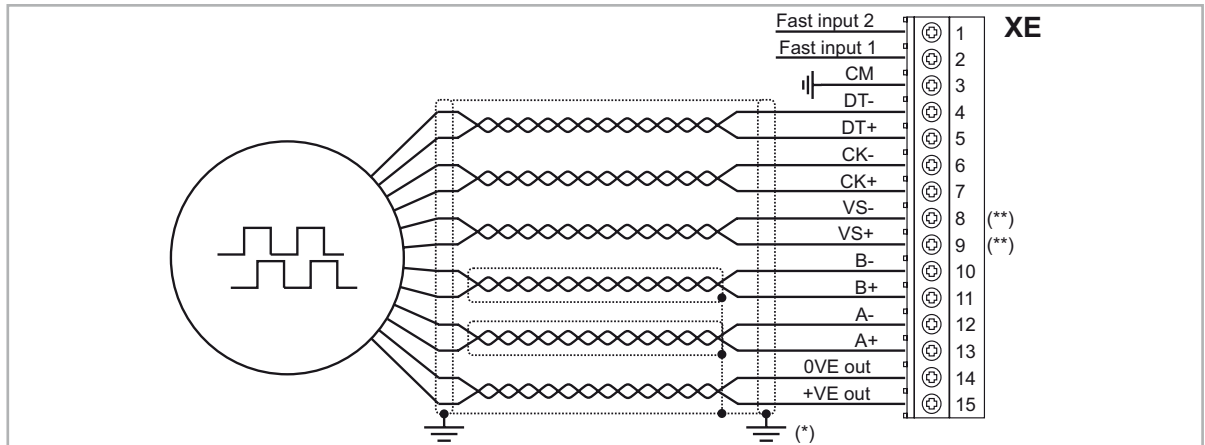 XE
Fast input 2 1
Fast input 1 2
CM 3
DT- 4
DT+ 5
CK- 6
CK+ 7
VS- 8 (**)
VS+ 9 (**)
B- 10
B+ 11
A- 12
A+ 13
0VE out 14
+VE out 15
(*)